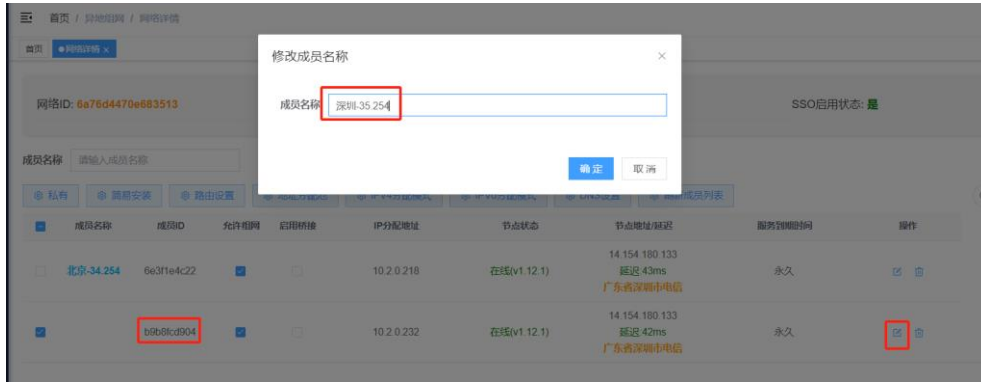 首页 / 异地组网 / 网络详情
首页 网络详情 ×
修改成员名称 ×
网络ID: 6a76d4470e683513
成员名称 深圳-35.254
SSO启用状态: 是
成员名称 请输入成员名称
确定 取消
私有 简易安装 路由设置 DNS设置
成员名称 成员ID 允许组网 启用桥接 IP分配地址 节点状态 节点地址/延迟 服务到期时间 操作
14.154.180.133
北京-34.254 6e3f1e4c22 10.2.0.218 在线(v1.12.1) 延迟:43ms 永久
广东省深圳市电信
14.154.180.133
b9b8fcd904 10.2.0.232 在线(v1.12.1) 延迟:42ms 永久
广东省深圳市电信